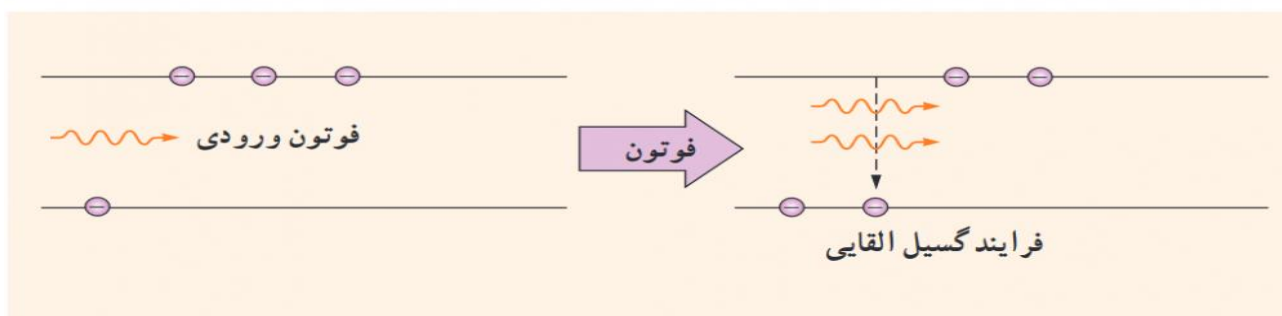 فوتون ورودی
فوتون
فرایند گسیل القایی